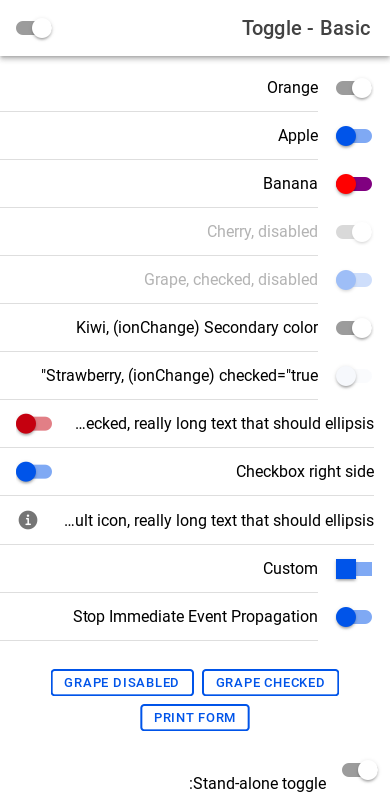 Toggle - Basic
Orange
Apple
Banana
Cherry, disabled
Grape, checked, disabled
Kiwi, (ionChange) Secondary color
"Strawberry, (ionChange) checked="true
...ecked, really long text that should ellipsis
Checkbox right side
...ult icon, really long text that should ellipsis
Custom
Stop Immediate Event Propagation
GRAPE DISABLED GRAPE CHECKED
PRINT FORM
:Stand-alone toggle